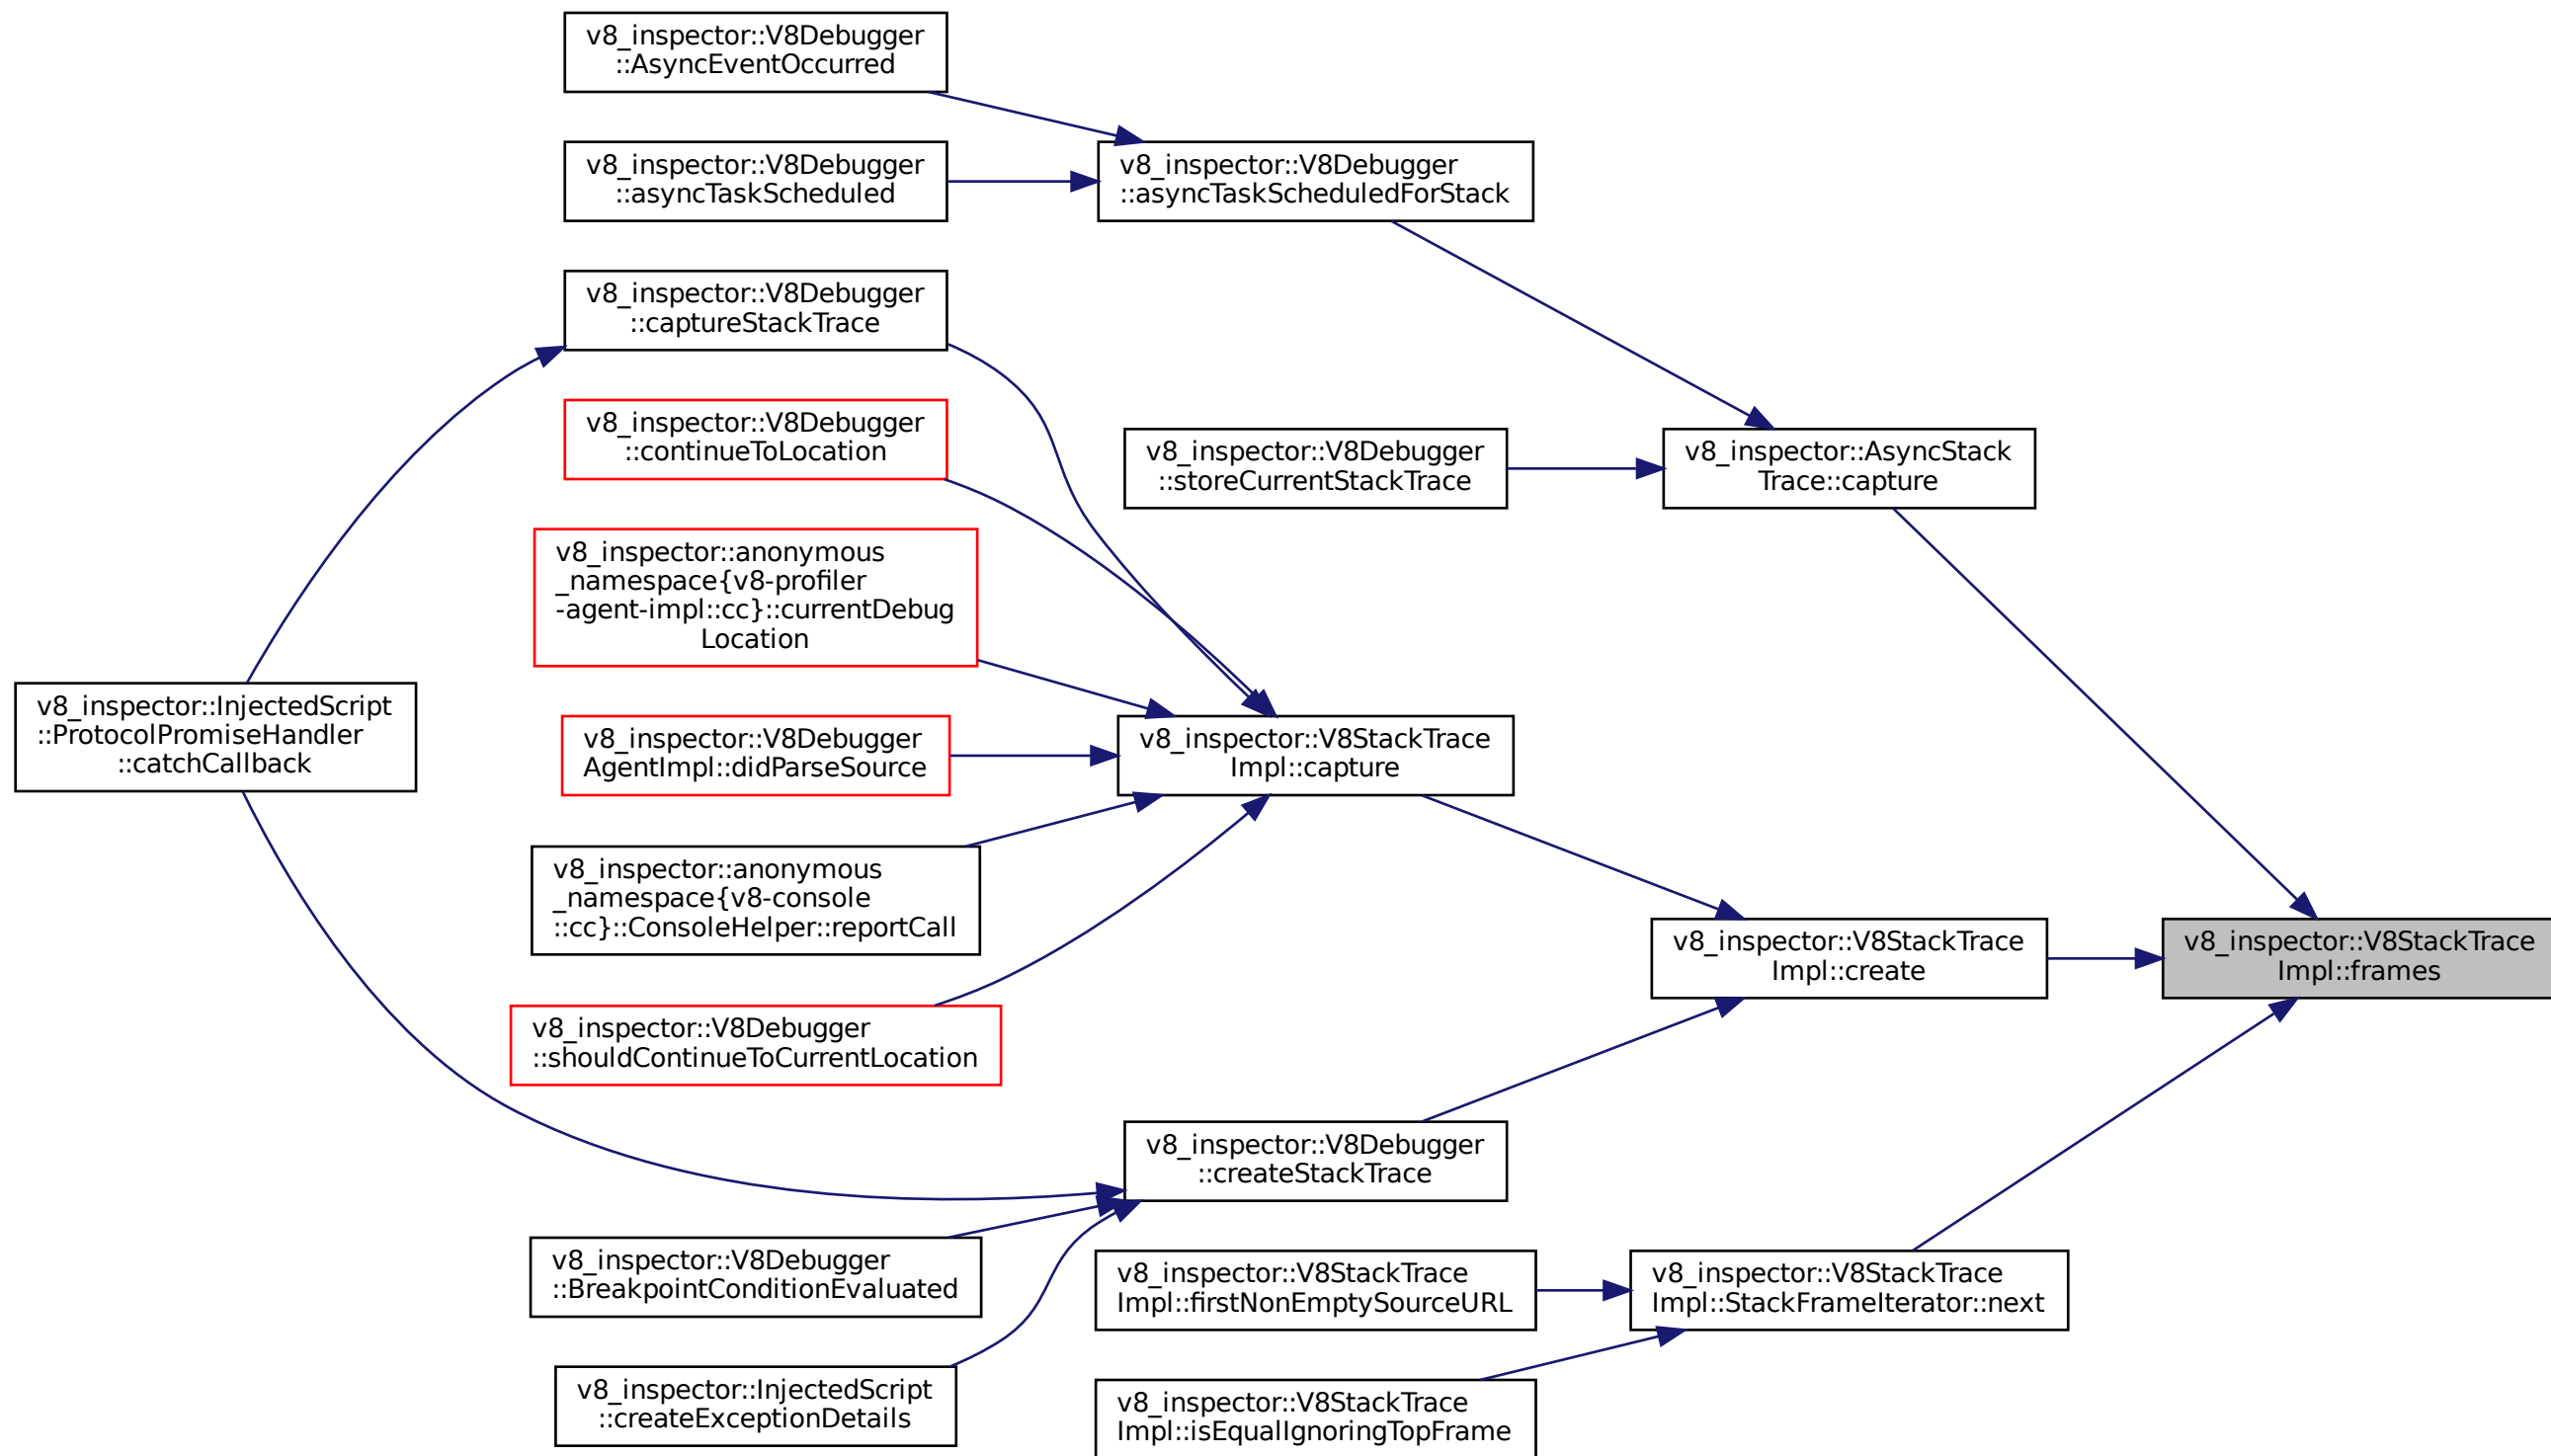 v8_inspector::V8Debugger
::AsyncEventOccurred
v8_inspector::V8Debugger
::asyncTaskScheduled
v8_inspector::V8Debugger
::asyncTaskScheduledForStack
v8_inspector::V8Debugger
::captureStackTrace
v8_inspector::V8Debugger
::continueToLocation
v8_inspector::V8Debugger
::storeCurrentStackTrace
v8_inspector::AsyncStack
Trace::capture
v8_inspector::anonymous
_namespace{v8-profiler
-agent-impl::cc}::currentDebug
Location
v8_inspector::InjectedScript
::ProtocolPromiseHandler
::catchCallback
v8_inspector::V8Debugger
AgentImpl::didParseSource
v8_inspector::V8StackTrace
Impl::capture
v8_inspector::anonymous
_namespace{v8-console
::cc}::ConsoleHelper::reportCall
v8_inspector::V8StackTrace
Impl::create
v8_inspector::V8StackTrace
Impl::frames
v8_inspector::V8Debugger
::shouldContinueToCurrentLocation
v8_inspector::V8Debugger
::createStackTrace
v8_inspector::V8Debugger
::BreakpointConditionEvaluated
v8_inspector::V8StackTrace
Impl::firstNonEmptySourceURL
v8_inspector::V8StackTrace
Impl::StackFrameIterator::next
v8_inspector::InjectedScript
::createExceptionDetails
v8_inspector::V8StackTrace
Impl::isEqualIgnoringTopFrame